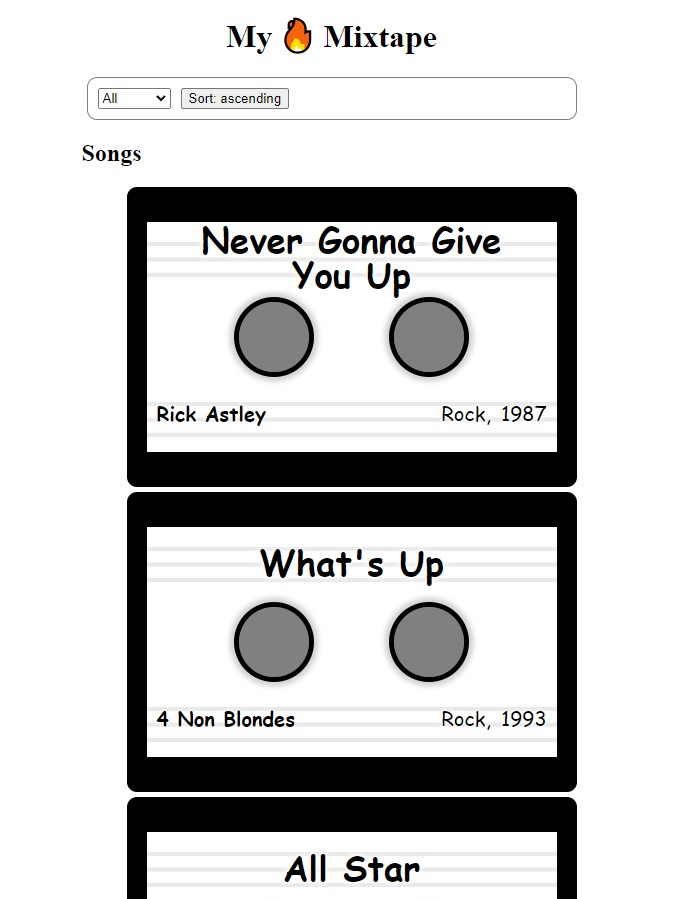 My 🔥 Mixtape
All Sort: ascending
Songs
Never Gonna Give
You Up
Rick Astley Rock, 1987
What's Up
4 Non Blondes Rock, 1993
All Star